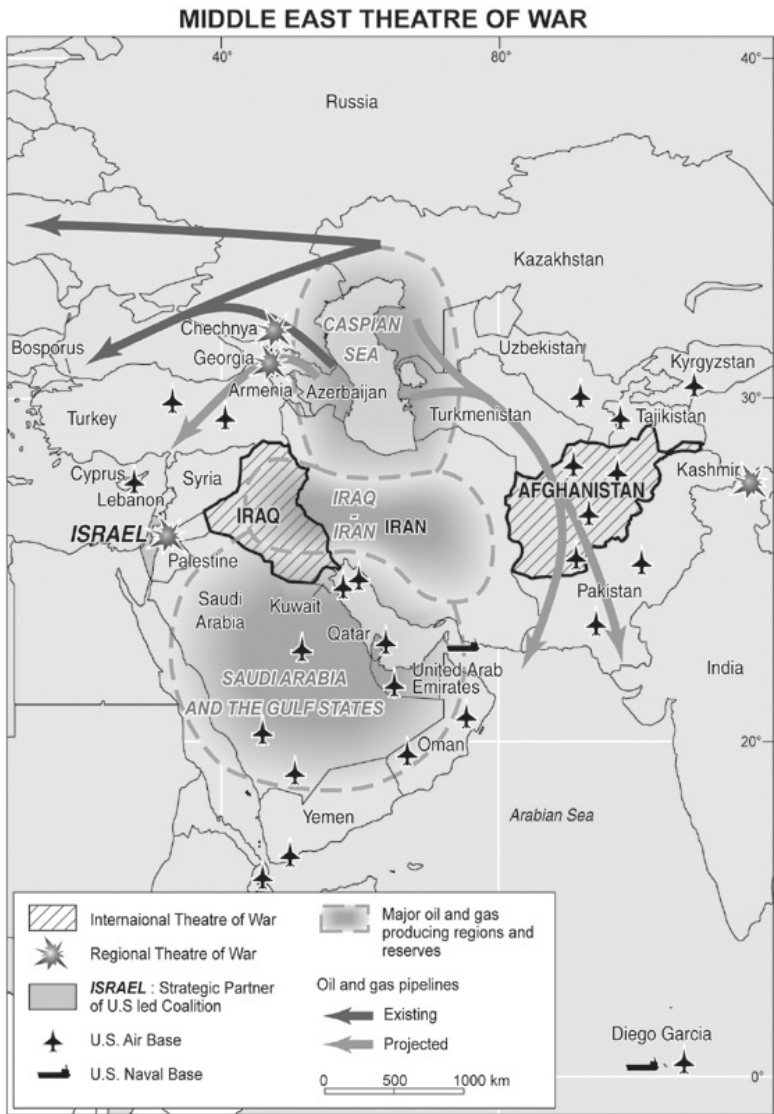 MIDDLE EAST THEATRE OF WAR
40°
80°
40°
Russia
Kazakhstan
CASPIAN
SEA
Chechnya
Bosporus
Georgia
Uzbekistan
Kyrgyzstan
Armenia
Azerbaijan
30°
Turkey
Turkmenistan
Tajikistan
Cyprus
Syria
Kashmir
Lebanon
AFGHANISTAN
IRAQ
-
IRAN
IRAQ
IRAN
ISRAEL
Palestine
Saudi
Arabia
Kuwait
Pakistan
Qatar
United Arab
Emirates
India
SAUDI ARABIA
AND THE GULF STATES
20°
Oman
Yemen
Arabian Sea
Internaional Theatre of War
Regional Theatre of War
ISRAEL : Strategic Partner
of U.S led Coalition
U.S. Air Base
U.S. Naval Base
Major oil and gas
producing regions and
reserves
Oil and gas pipelines
Existing
Projected
0 500 1000 km
Diego Garcia
0°